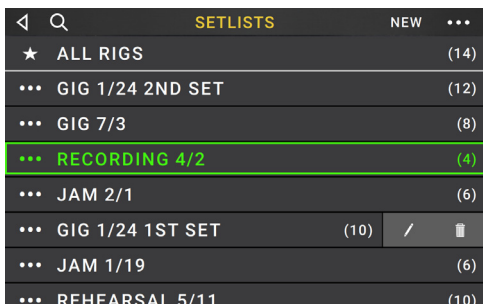 SETLISTS NEW
ALL RIGS (14)
GIG 1/24 2ND SET (12)
GIG 7/3 (8)
RECORDING 4/2 (4)
JAM 2/1 (6)
GIG 1/24 1ST SET (10)
JAM 1/19 (6)
REHEARSAL 5/11 (10)